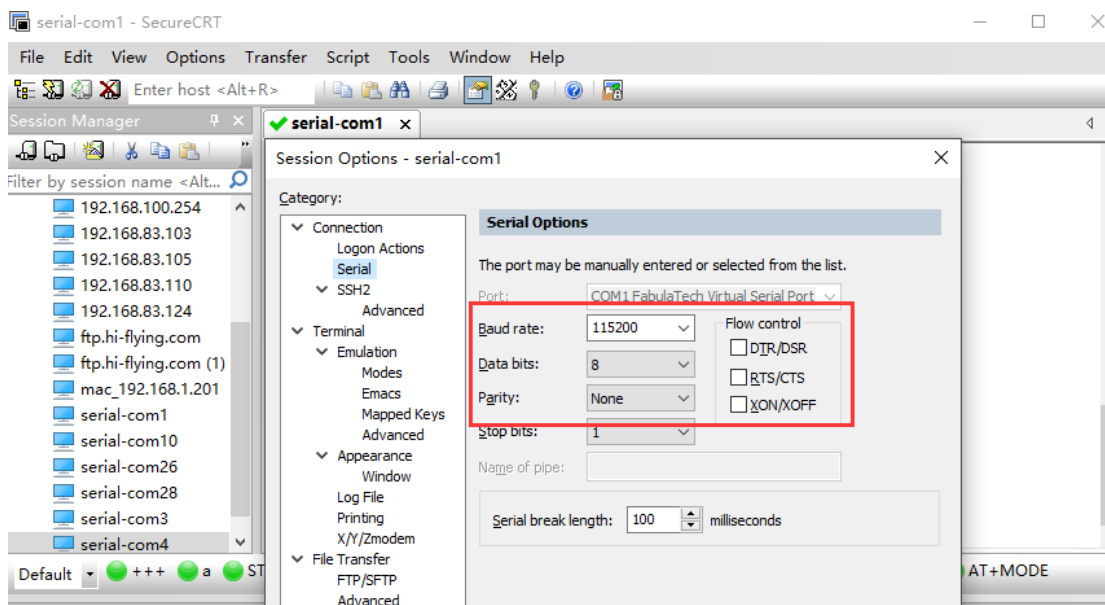 serial-com1 - SecureCRT
File Edit View Options Transfer Script Tools Window Help
Enter host <Alt+R>
Session Manager
serial-com1
Filter by session name <Alt...
192.168.100.254
192.168.83.103
192.168.83.105
192.168.83.110
192.168.83.124
ftp.hi-flying.com
ftp.hi-flying.com (1)
mac_192.168.1.201
serial-com1
serial-com10
serial-com26
serial-com28
serial-com3
serial-com4
Session Options - serial-com1
Category:
Connection
Logon Actions
Serial
SSH2
Advanced
Terminal
Emulation
Modes
Emacs
Mapped Keys
Advanced
Appearance
Window
Log File
Printing
X/Y/Zmodem
File Transfer
FTP/SFTP
Advanced
Serial Options
The port may be manually entered or selected from the list.
Port: COM1 FabulaTech Virtual Serial Port
Baud rate: 115200
Data bits: 8
Parity: None
Stop bits: 1
Flow control
DTR/DSR
RTS/CTS
XON/XOFF
Name of pipe:
Serial break length: 100 milliseconds
Default +++ a ST
AT+MODE